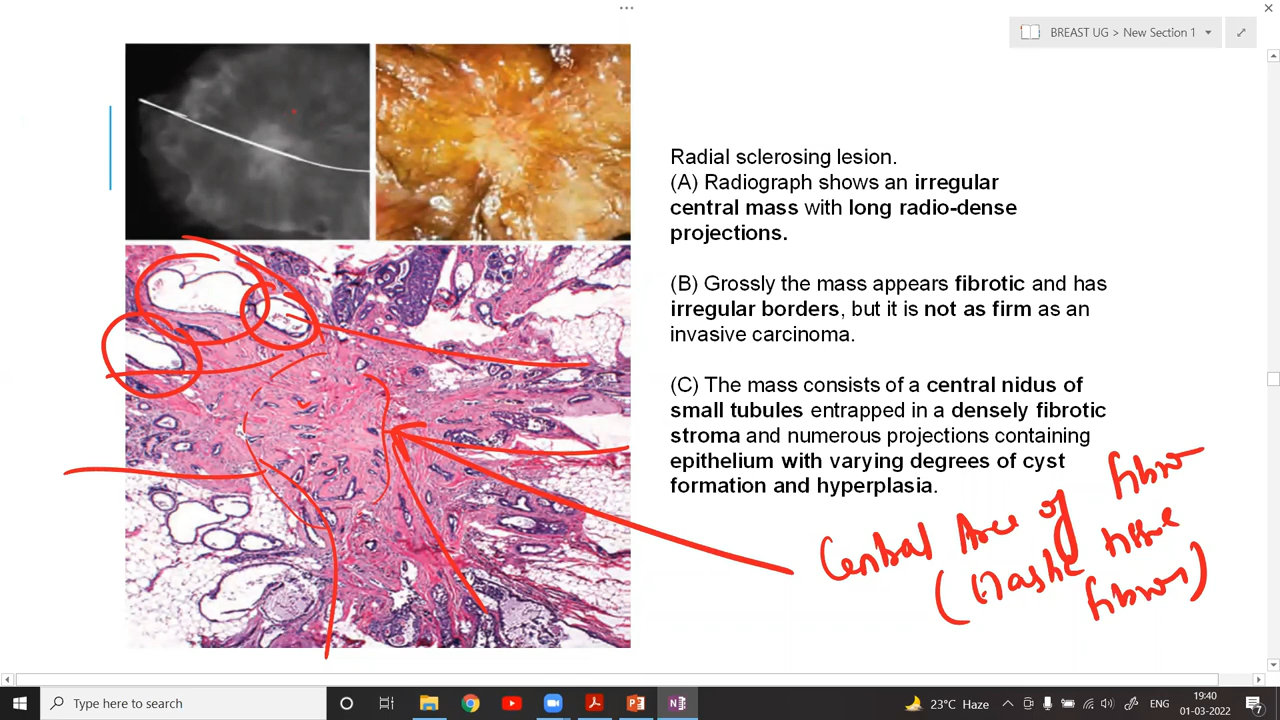 BREAST UG > New Section 1
Radial sclerosing lesion.
(A) Radiograph shows an irregular
central mass with long radio-dense
projections.
(B) Grossly the mass appears fibrotic and has
irregular borders, but it is not as firm as an
invasive carcinoma.
(C) The mass consists of a central nidus of
small tubules entrapped in a densely fibrotic
stroma and numerous projections containing
epithelium with varying degrees of cyst
formation and hyperplasia.
Central Area of
tissue
Type here to search
23°C Haze
ENG
19:40
01-03-2022
7